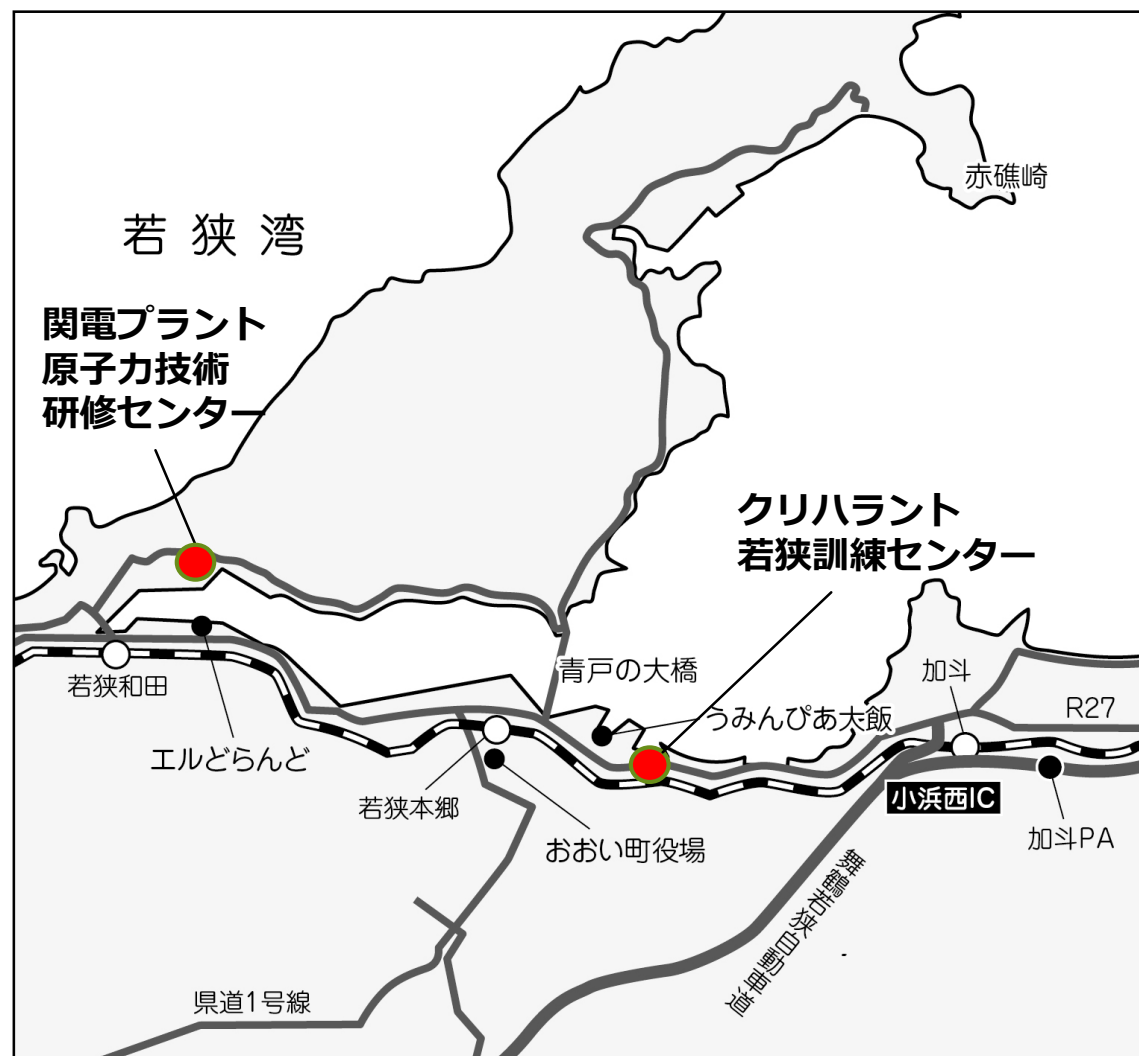 赤礁崎
若狭湾
関電プラント
原子力技術
研修センター
クリハラント
若狭訓練センター
青戸の大橋
加斗
若狭和田
うみんぴあ大飯
R27
エルどらんど
小浜西IC
若狭本郷
加斗PA
おおい町役場
舞鶴若狭自動車道
県道1号線